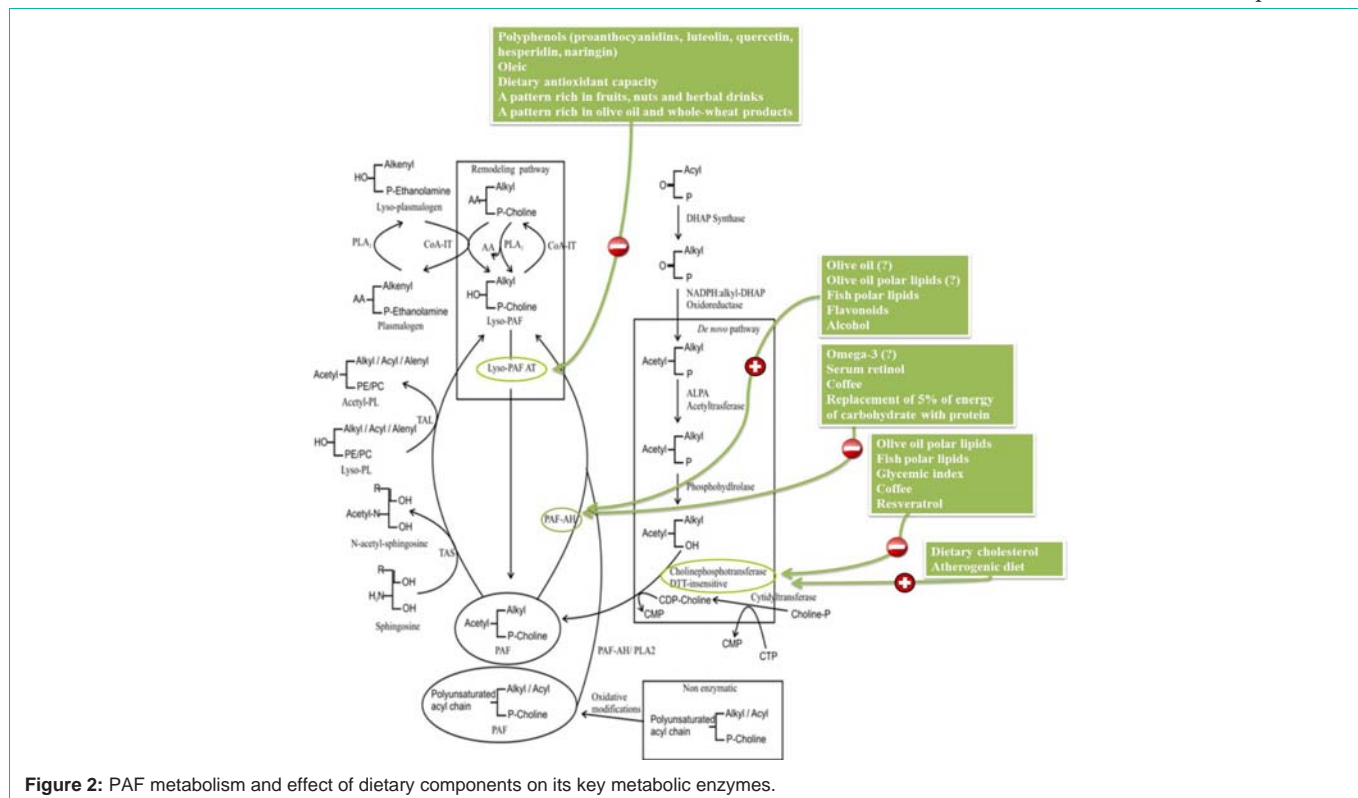 Polyphenols (proanthocyanidins, luteolin, quercetin,
hesperidin, naringin)
Oleic
Dietary antioxidant capacity
A pattern rich in fruits, nuts and herbal drinks
A pattern rich in olive oil and whole-wheat products
Alkenyl
HO
P-Ethanolamine
Lyso-plasmalogen
PLA2
CoA-IT
Alkenyl
AA
P-Ethanolamine
Plasmalogen
Remodeling pathway
Alkyl
AA
P-Choline
AA
PLA2
CoA-IT
Alkyl
HO
P-Choline
Lyso-PAF
Lyso-PAF AT
Acyl
O
P
DHAP Synthase
Alkyl
O
P
NADPH:alkyl-DHAP
Oxidoreductase
De novo pathway
Alkyl
Acetyl
P
ALPA
Acetyltrasferase
Alkyl
Acetyl
P
Phosphohydlrolase
Alkyl
Acetyl
OH
Cholinephosphotransferase
DTT-insensitive
CDP-Choline
Cytidyltransferase
CMP
Choline-P
CMP
CTP
Olive oil (?)
Olive oil polar lipids (?)
Fish polar lipids
Flavonoids
Alcohol
Omega-3 (?)
Serum retinol
Coffee
Replacement of 5% of energy
of carbohydrate with protein
Olive oil polar lipids
Fish polar lipids
Glycemic index
Coffee
Resveratrol
Dietary cholesterol
Atherogenic diet
Alkyl / Acyl / Alenyl
Acetyl
PE/PC
Acetyl-PL
TAL
Alkyl / Acyl / Alenyl
HO
PE/PC
Lyso-PL
R
OH
Acetyl-N
OH
N-acetyl-sphingosine
TAS
R
OH
H2N
OH
Sphingosine
PAF-AH
Alkyl
Acetyl
P-Choline
PAF
PAF-AH/ PLA2
Alkyl / Acyl
Polyunsaturated
acyl chain
P-Choline
PAF
Oxidative
modifications
Non enzymatic
Alkyl / Acyl
Polyunsaturated
acyl chain
P-Choline
Figure 2: PAF metabolism and effect of dietary components on its key metabolic enzymes.